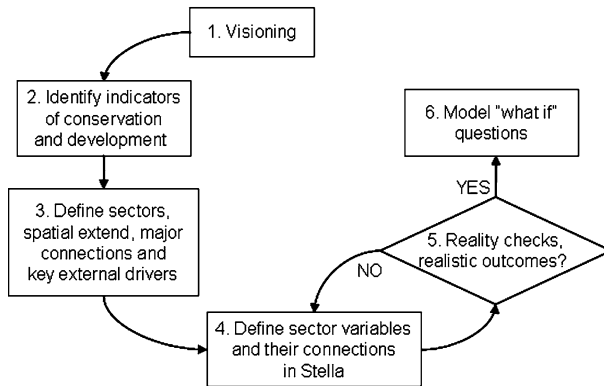 1. Visioning
2. Identify indicators
of conservation
and development
3. Define sectors,
spatial extend, major
connections and
key external drivers
4. Define sector variables
and their connections
in Stella
5. Reality checks,
realistic outcomes?
NO
YES
6. Model "what if"
questions